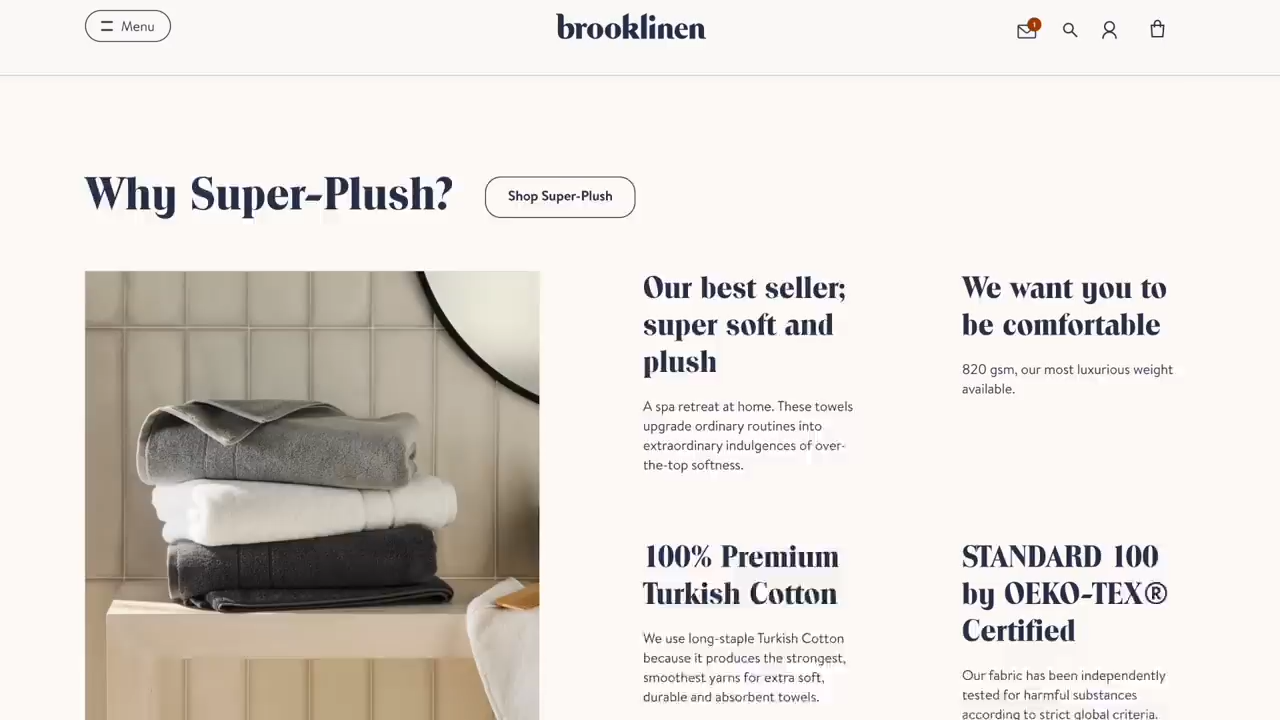 Menu
brooklinen
1
Why Super-Plush?
Shop Super-Plush
Our best seller;
super soft and
plush
A spa retreat at home. These towels
upgrade ordinary routines into
extraordinary indulgences of over-
the-top softness.
We want you to
be comfortable
820 gsm, our most luxurious weight
available.
100% Premium
Turkish Cotton
We use long-staple Turkish Cotton
because it produces the strongest,
smoothest yarns for extra soft,
durable and absorbent towels.
STANDARD 100
by OEKO-TEX®
Certified
Our fabric has been independently
tested for harmful substances
according to strict global criteria.